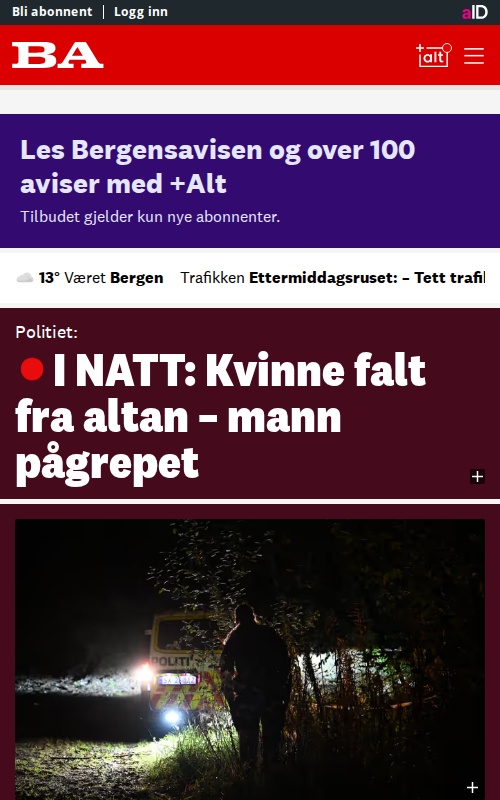 Bli abonnent | Logg inn
aID
BA
+alt
Les Bergensavisen og over 100
aviser med +Alt
Tilbudet gjelder kun nye abonnenter.
13° Været Bergen Trafikken Ettermiddagsruset: – Tett
Politiet:
I NATT: Kvinne falt
fra altan – mann
pågrepet
POLITI